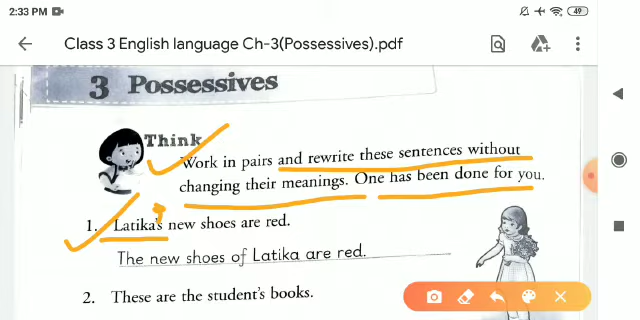 2:33 PM
49
Class 3 English language Ch-3(Possessives).pdf
3 Possessives
Think
Work in pairs and rewrite these sentences without
changing their meanings. One has been done for you.
1. Latika's new shoes are red.
The new shoes of Latika are red.
2. These are the student's books.